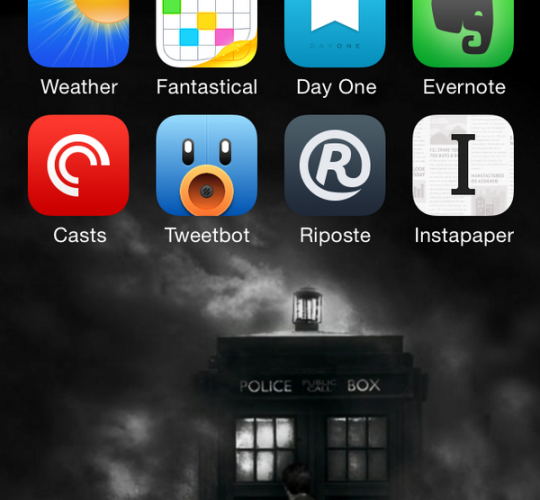 DAY ONE
Weather Fantastical Day One Evernote
R
I
Casts Tweetbot Riposte Instapaper
POLICE PUBLIC CALL BOX